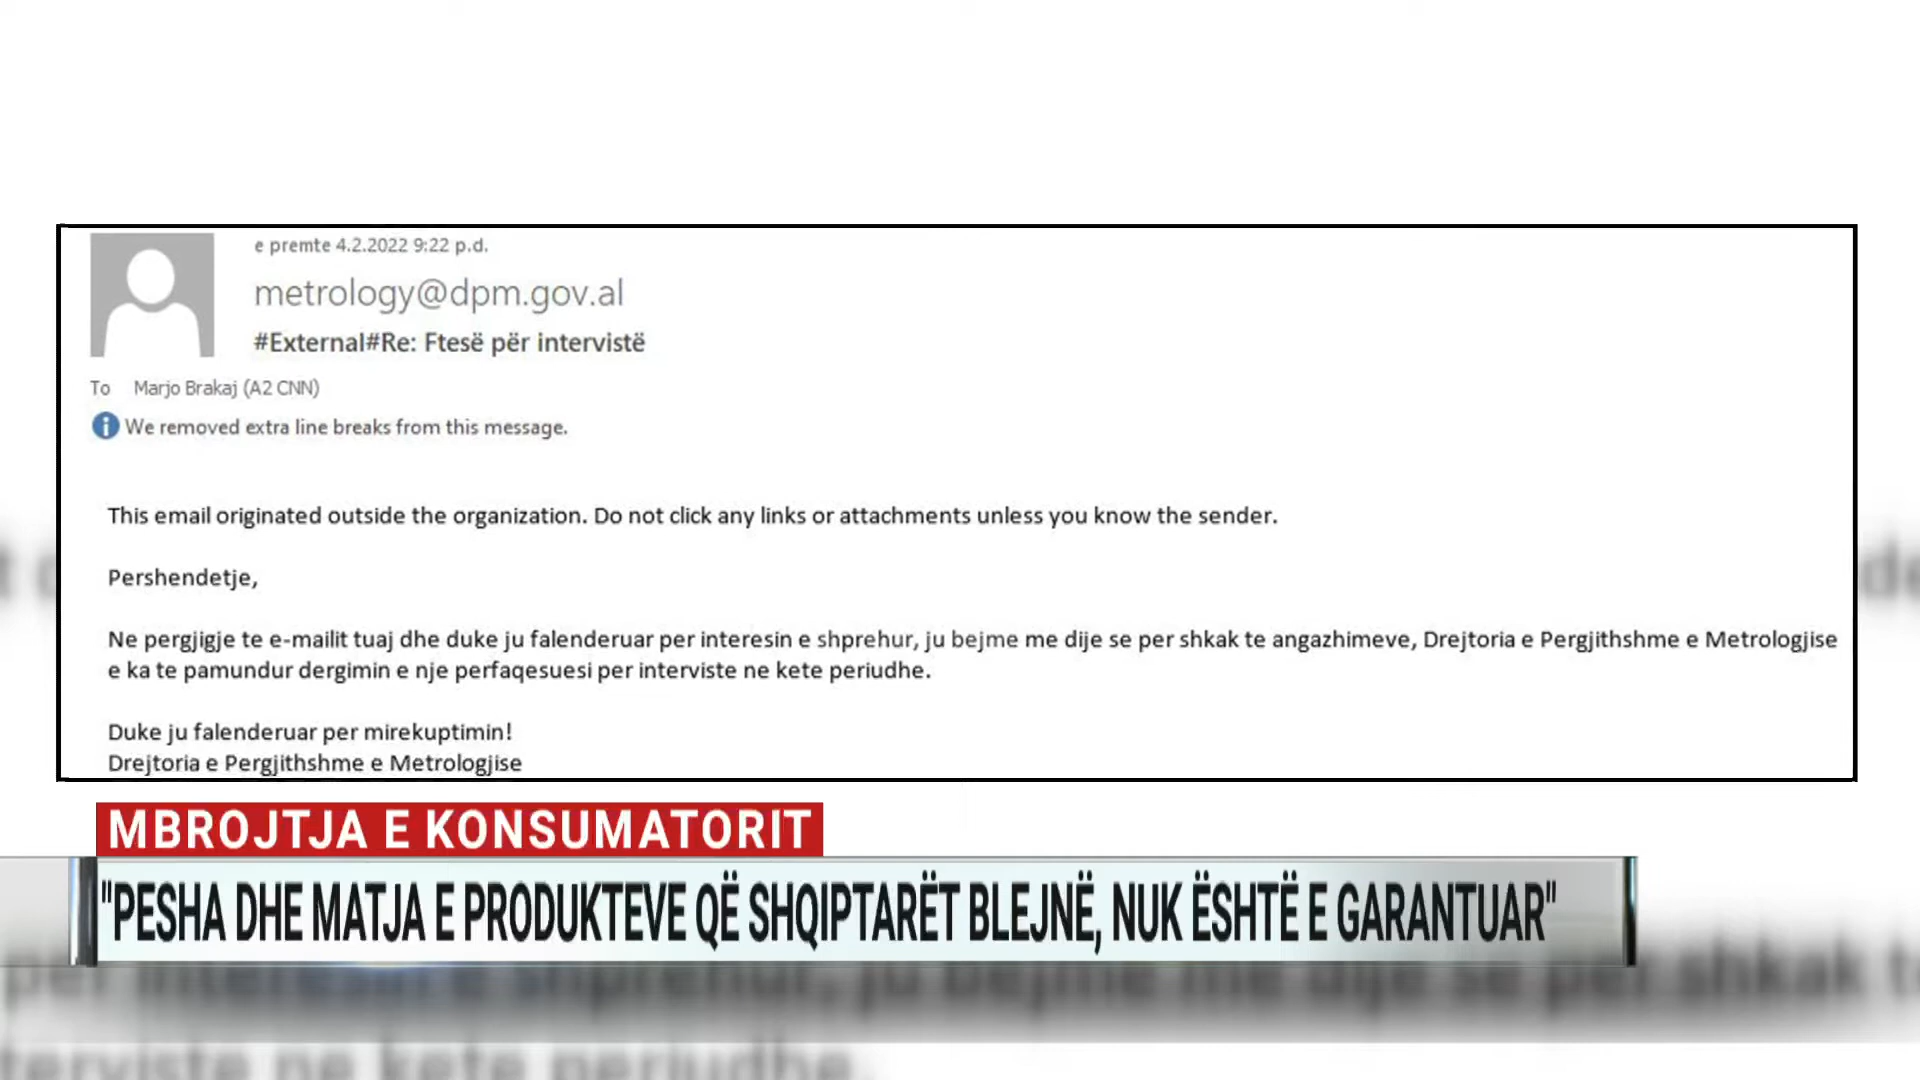 e premte 4.2.2022 9:22 p.d.
metrology@dpm.gov.al
#External#Re: Ftesë për intervistë
To Marjo Brakaj (A2 CNN)
We removed extra line breaks from this message.
This email originated outside the organization. Do not click any links or attachments unless you know the sender.
Pershendetje,
Ne pergjigje te e-mailit tuaj dhe duke ju falenderuar per interesin e shprehur, ju bejme me dije se per shkak te angazhimeve, Drejtoria e Pergjithshme e Metrologjise
e ka te pamundur dergimin e nje perfaqesuesi per interviste ne kete periudhe.
Duke ju falenderuar per mirekuptimin!
Drejtoria e Pergjithshme e Metrologjise
MBROJTJA E KONSUMATORIT
"PESHA DHE MATJA E PRODUKTEVE QË SHQIPTARËT BLEJNË, NUK ËSHTË E GARANTUAR"